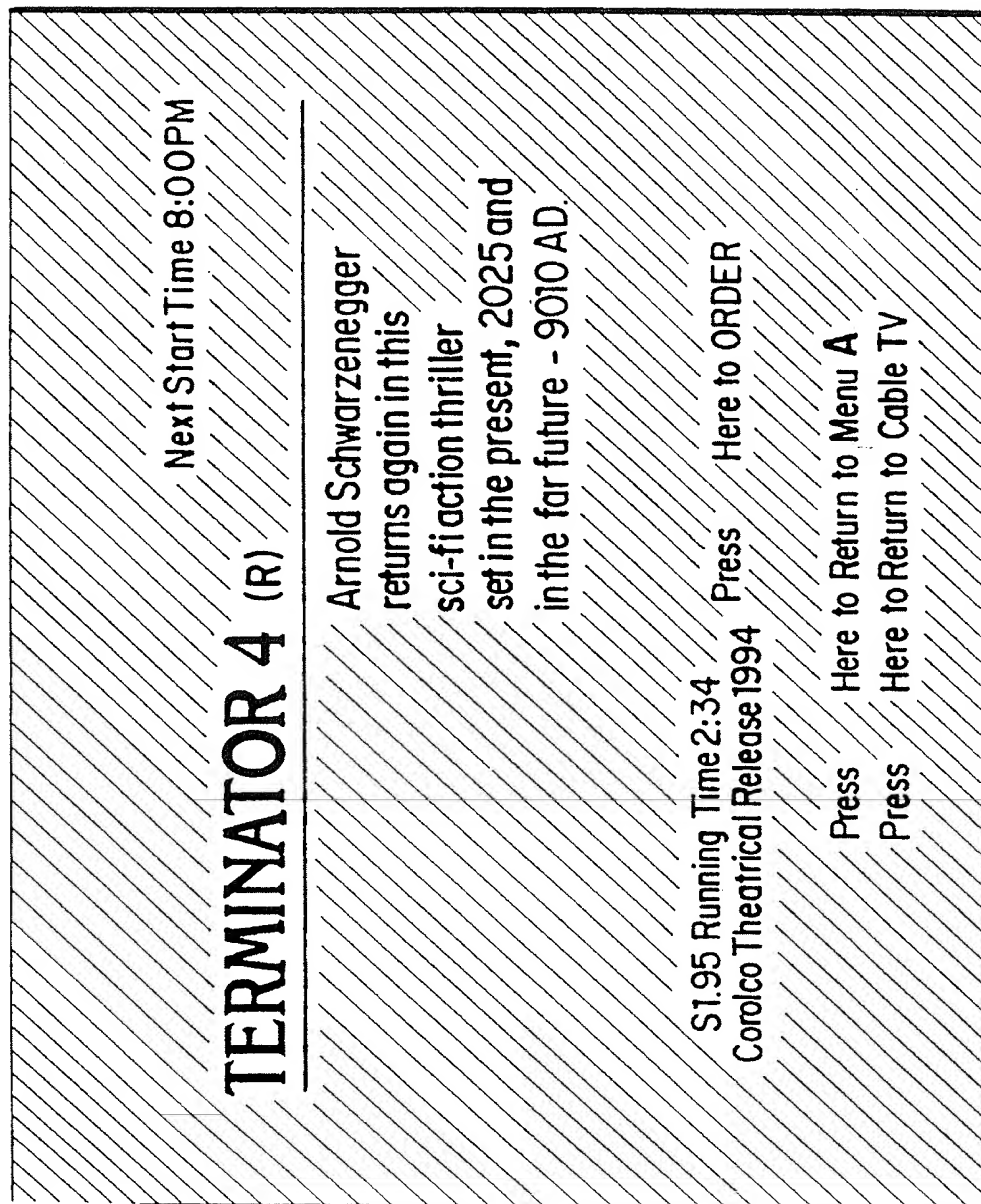 Next Start Time 8:00PM
TERMINATOR 4 (R)
Arnold Schwarzenegger
returns again in this
sci-fi action thriller
set in the present, 2025 and
in the far future - 9010 AD.
S1.95 Running Time 2:34
Corolco Theatrical Release 1994
Press Here to ORDER
Press Here to Return to Menu A
Press Here to Return to Cable TV